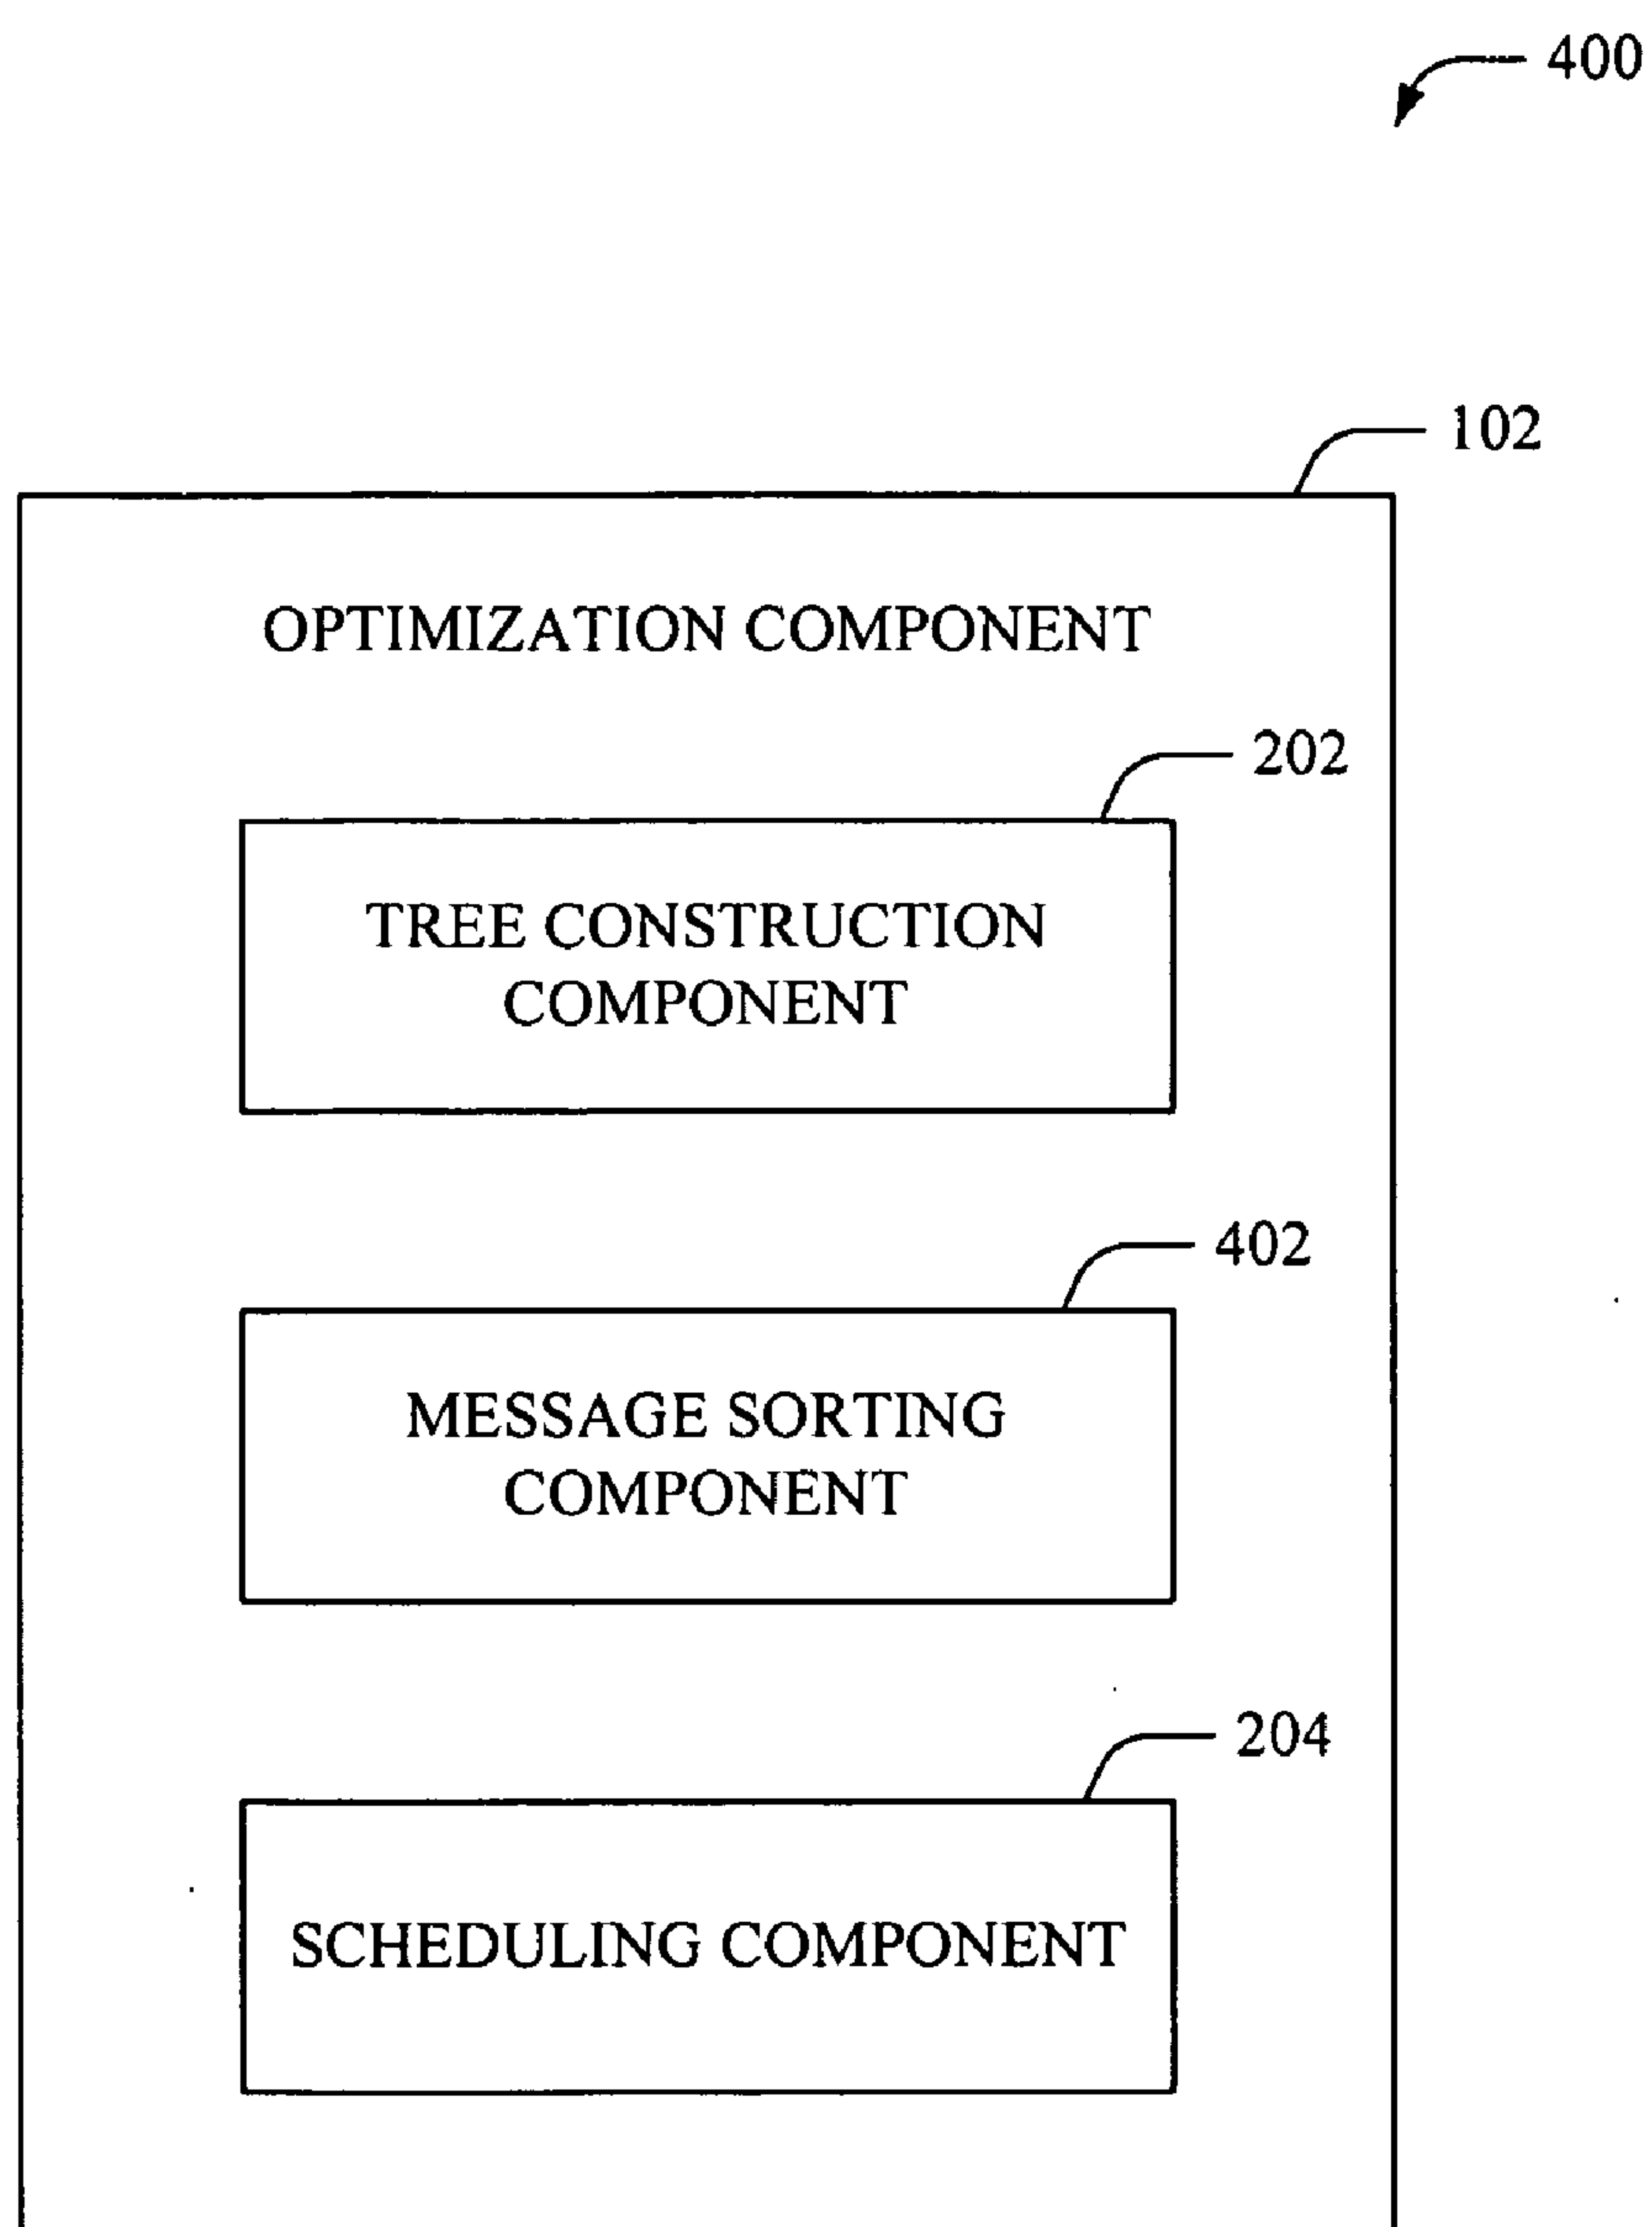 400
102
OPTIMIZATION COMPONENT
202
TREE CONSTRUCTION
COMPONENT
402
MESSAGE SORTING
COMPONENT
204
SCHEDULING COMPONENT